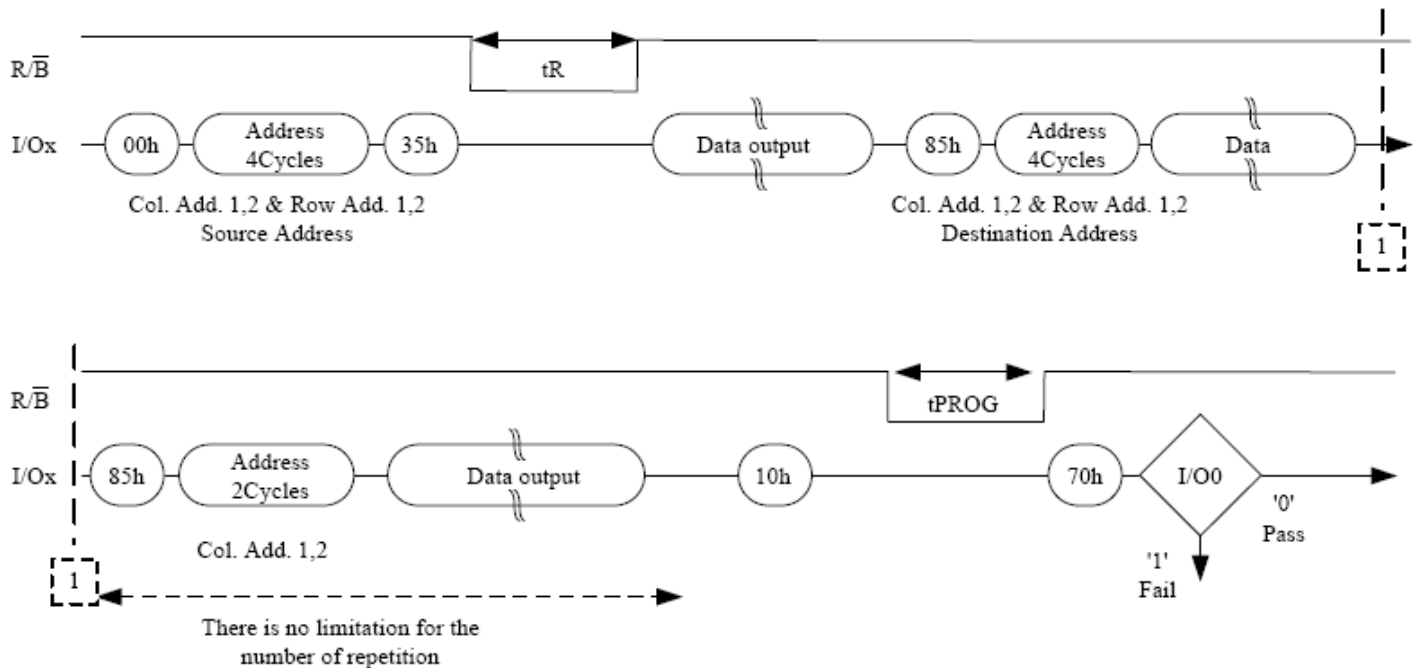 R/B̅
tR
I/Ox
00h
Address
4Cycles
35h
Data output
85h
Address
4Cycles
Data
Col. Add. 1,2 & Row Add. 1,2
Source Address
Col. Add. 1,2 & Row Add. 1,2
Destination Address
1
R/B̅
tPROG
I/Ox
85h
Address
2Cycles
Data output
10h
70h
I/O0
'0'
Pass
'1'
Fail
Col. Add. 1,2
1
There is no limitation for the
number of repetition